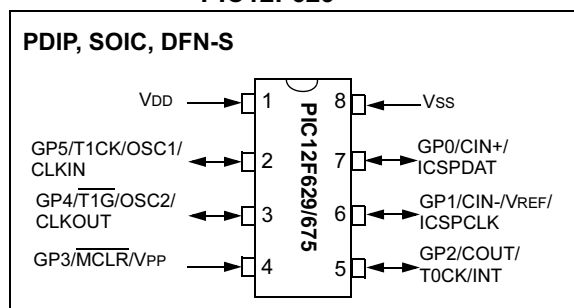 PIC12F629
PDIP, SOIC, DFN-S
VDD
1
8
VSS
GP5/T1CK/OSC1/
CLKIN
2
7
GP0/CIN+/
ICSPDAT
GP4/T1G/OSC2/
CLKOUT
3
6
GP1/CIN-/VREF/
ICSPCLK
GP3/MCLR/VPP
4
5
GP2/COUT/
T0CK/INT
PIC12F629/675